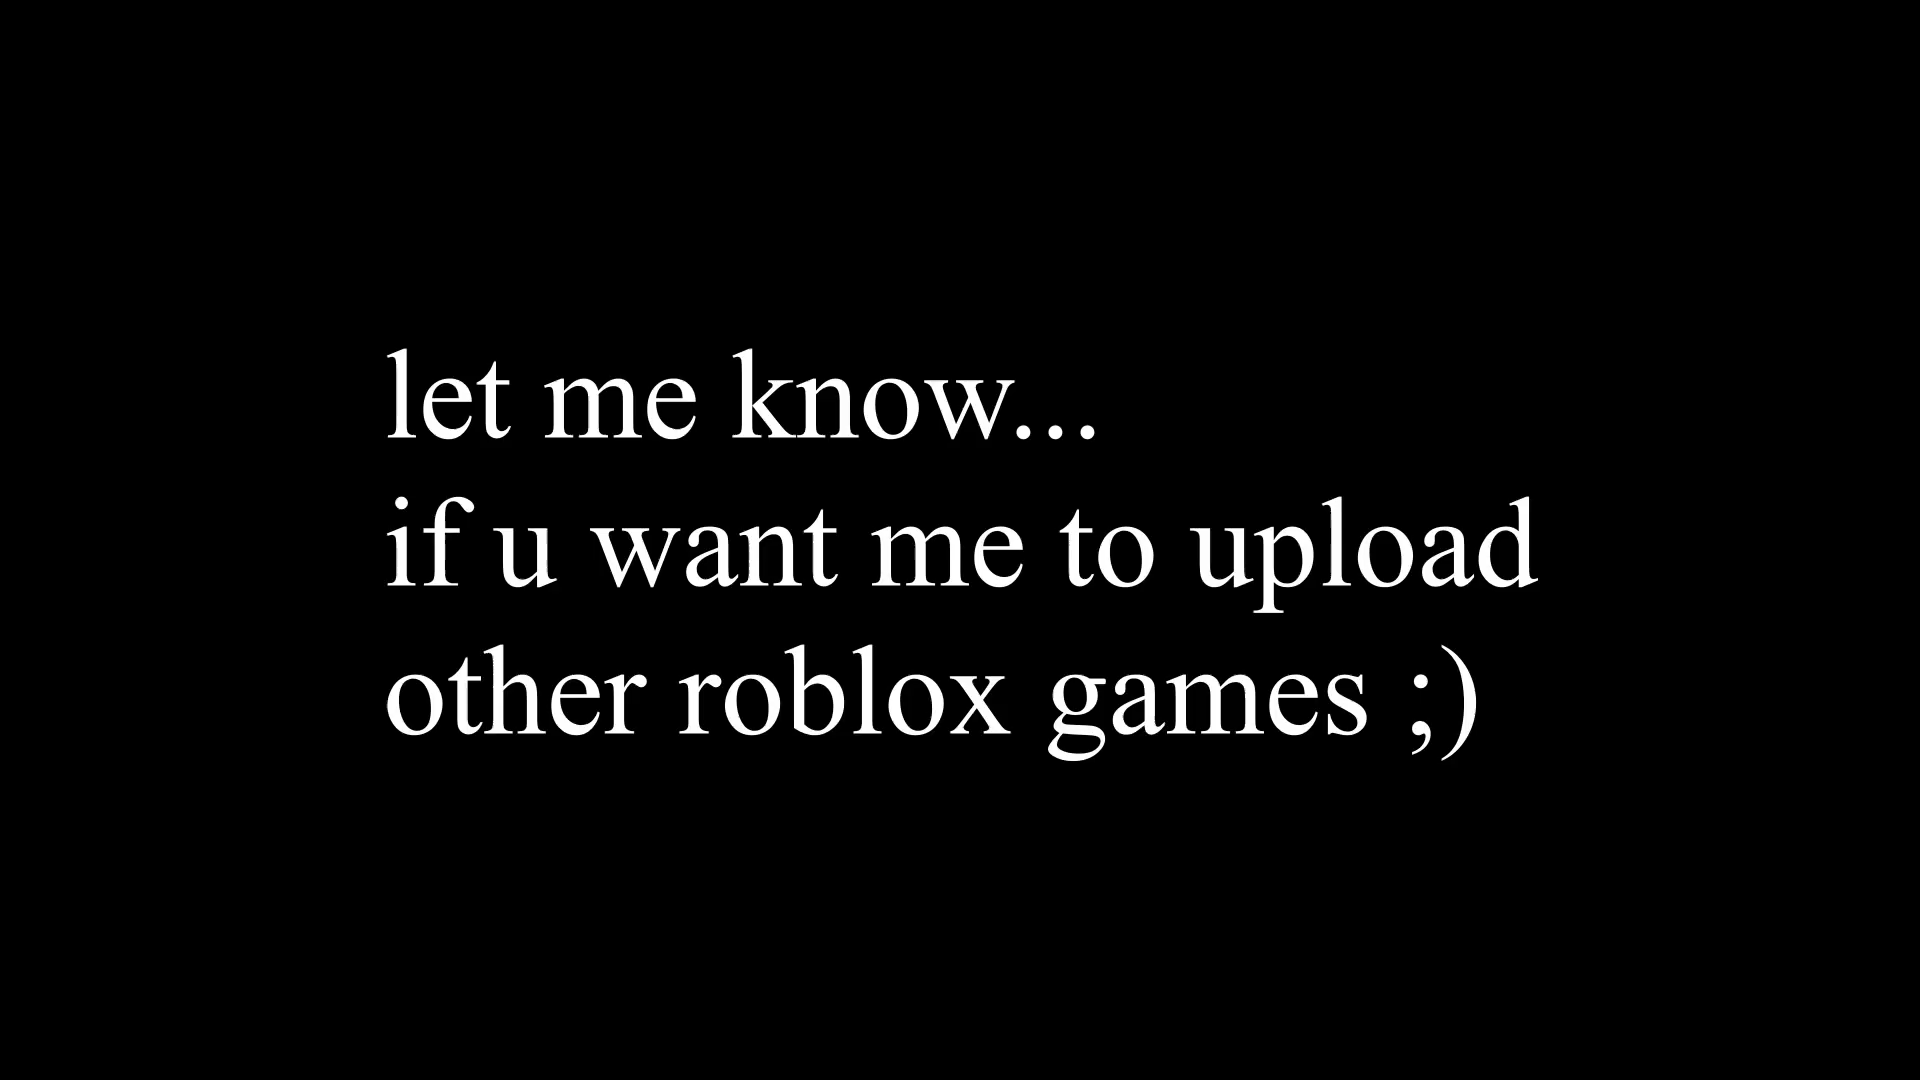 let me know...
if u want me to upload
other roblox games ;)